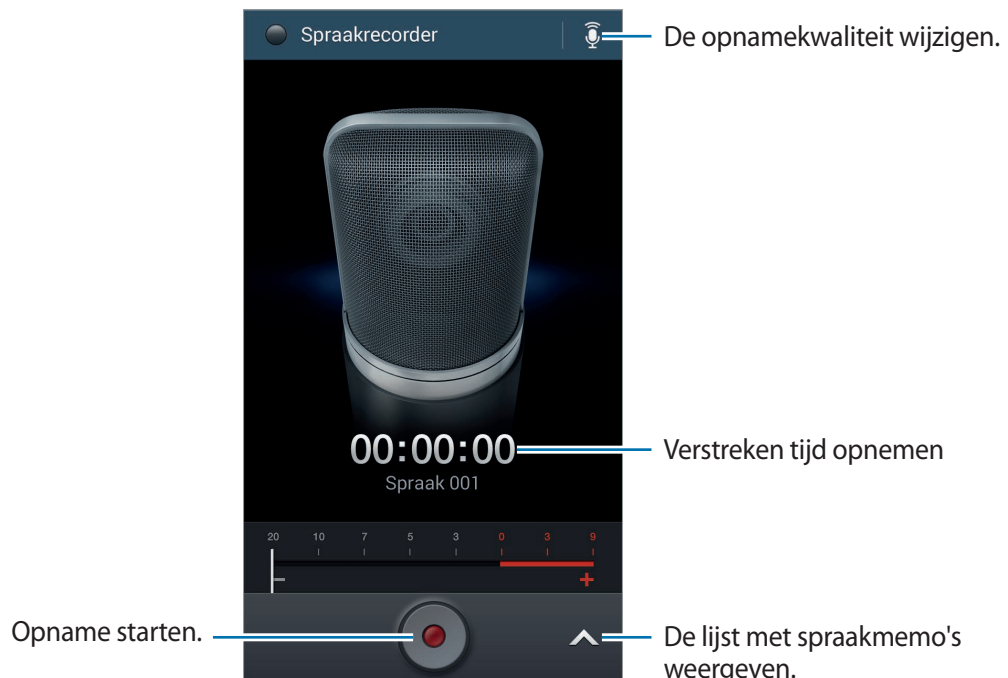 Spraakrecorder
De opnamekwaliteit wijzigen.
00:00:00
Verstreken tijd opnemen
Spraak 001
20 10 7 5 3 0 3 9
- +
Opname starten.
De lijst met spraakmemo's
weergeven.